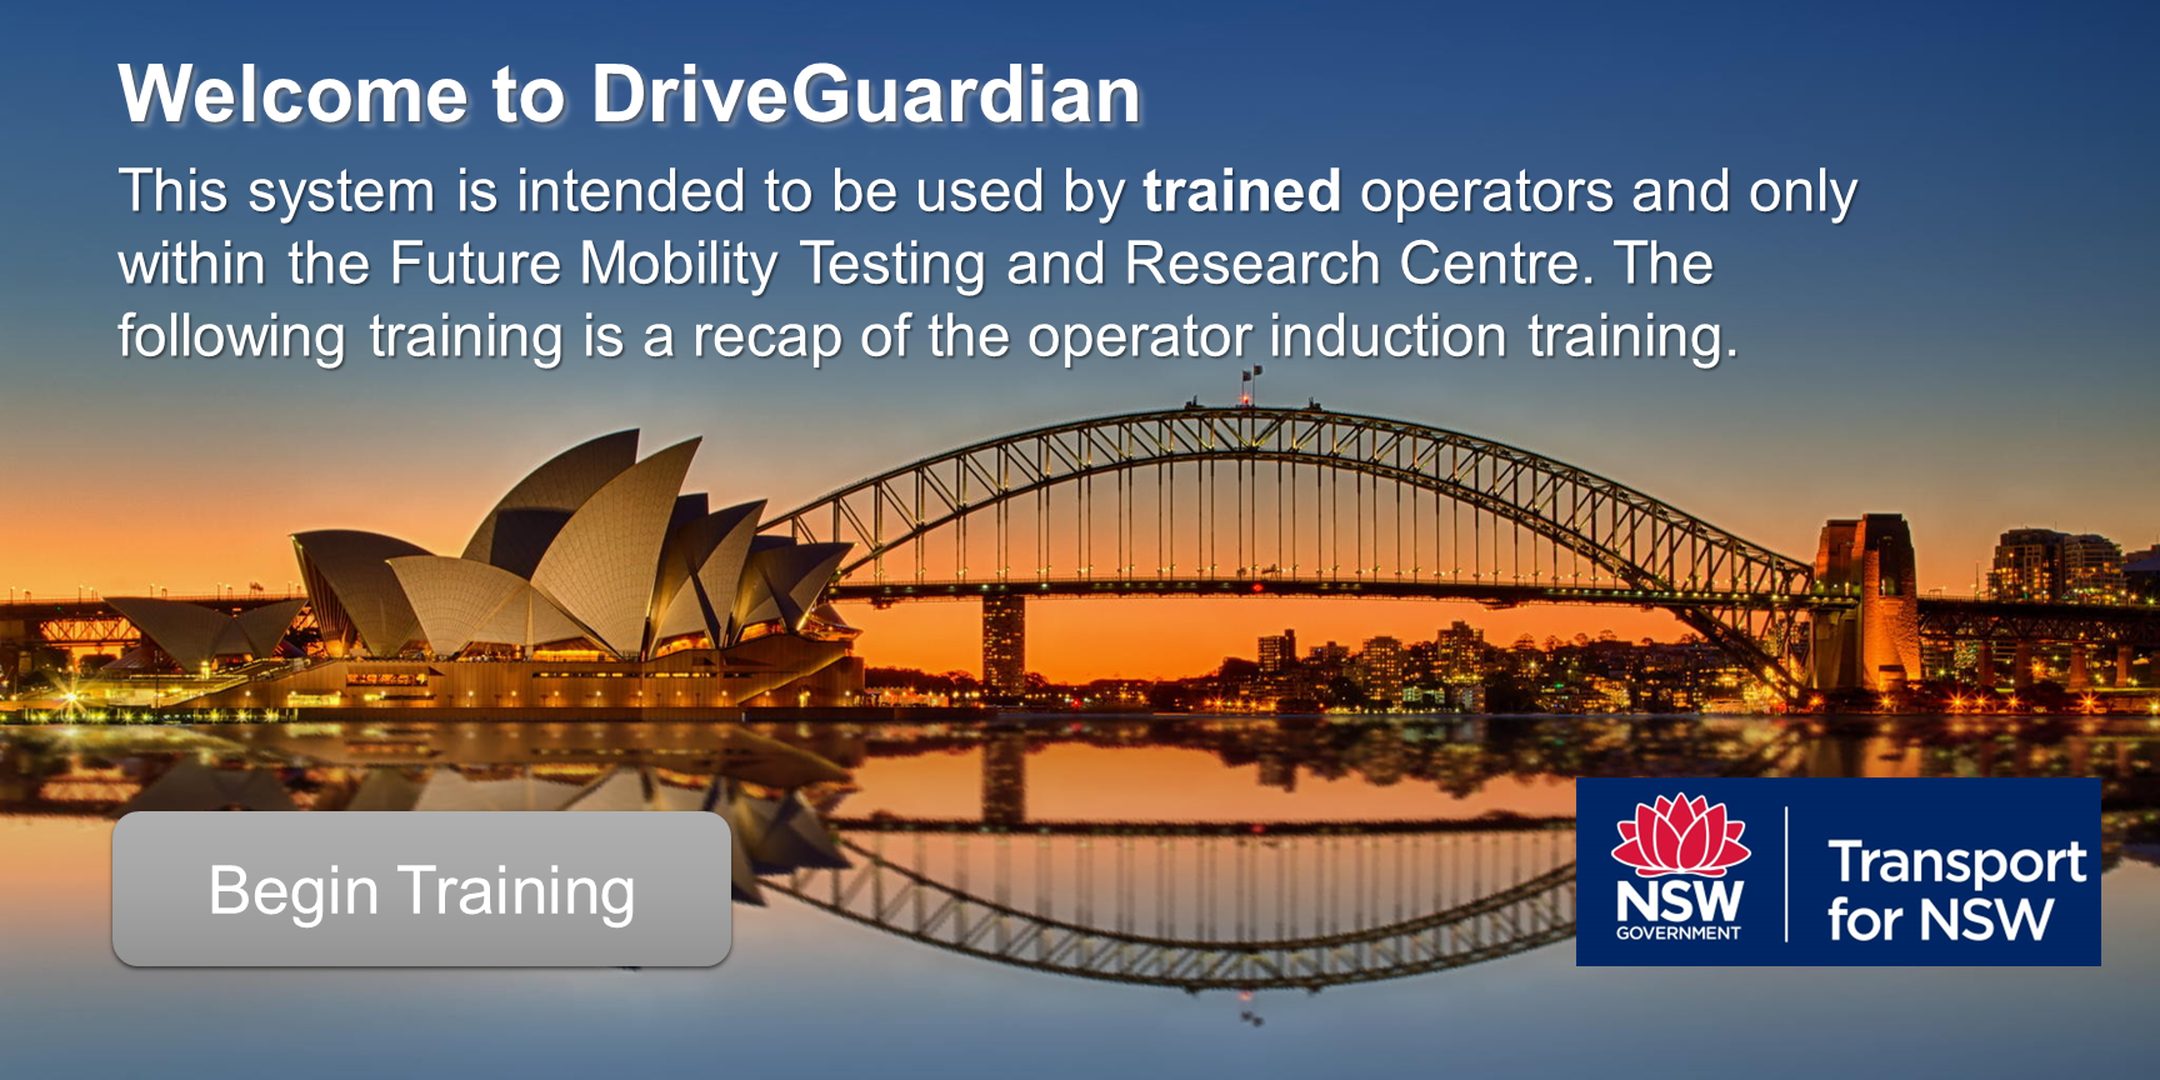 Welcome to DriveGuardian
This system is intended to be used by trained operators and only
within the Future Mobility Testing and Research Centre. The
following training is a recap of the operator induction training.
Begin Training
NSW
GOVERNMENT
Transport
for NSW